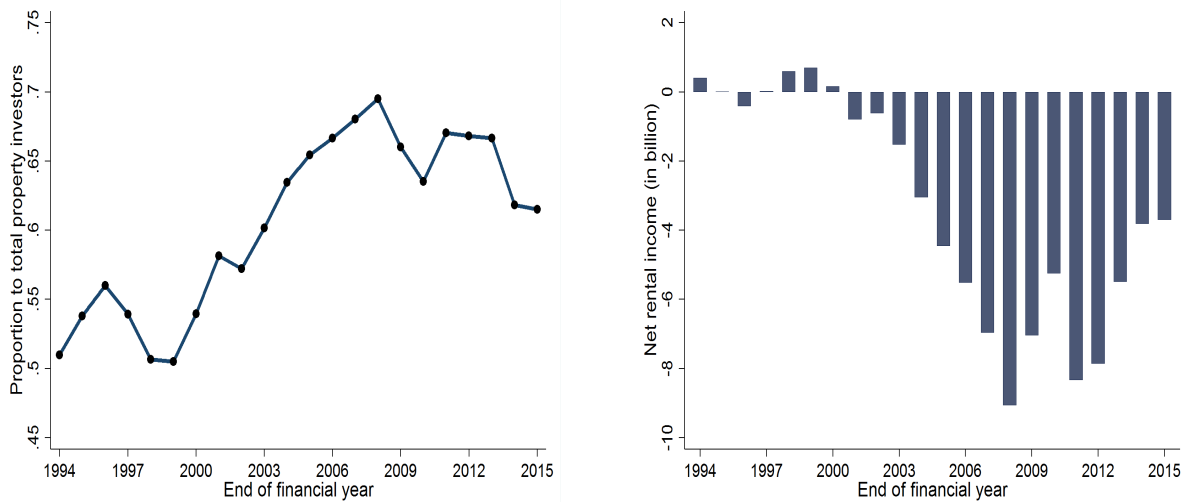 Proportion to total property investors
.75
.7
.65
.6
.55
.5
.45
1994 1997 2000 2003 2006 2009 2012 2015
End of financial year
Net rental income (in billion)
2
0
-2
-4
-6
-8
-10
1994 1997 2000 2003 2006 2009 2012 2015
End of financial year